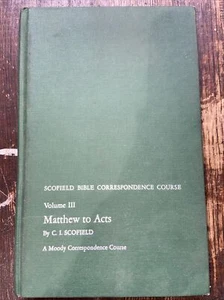 SCOFIELD BIBLE CORRESPONDENCE COURSE
Volume III
Matthew to Acts
By C. I. SCOFIELD
A Moody Correspondence Course